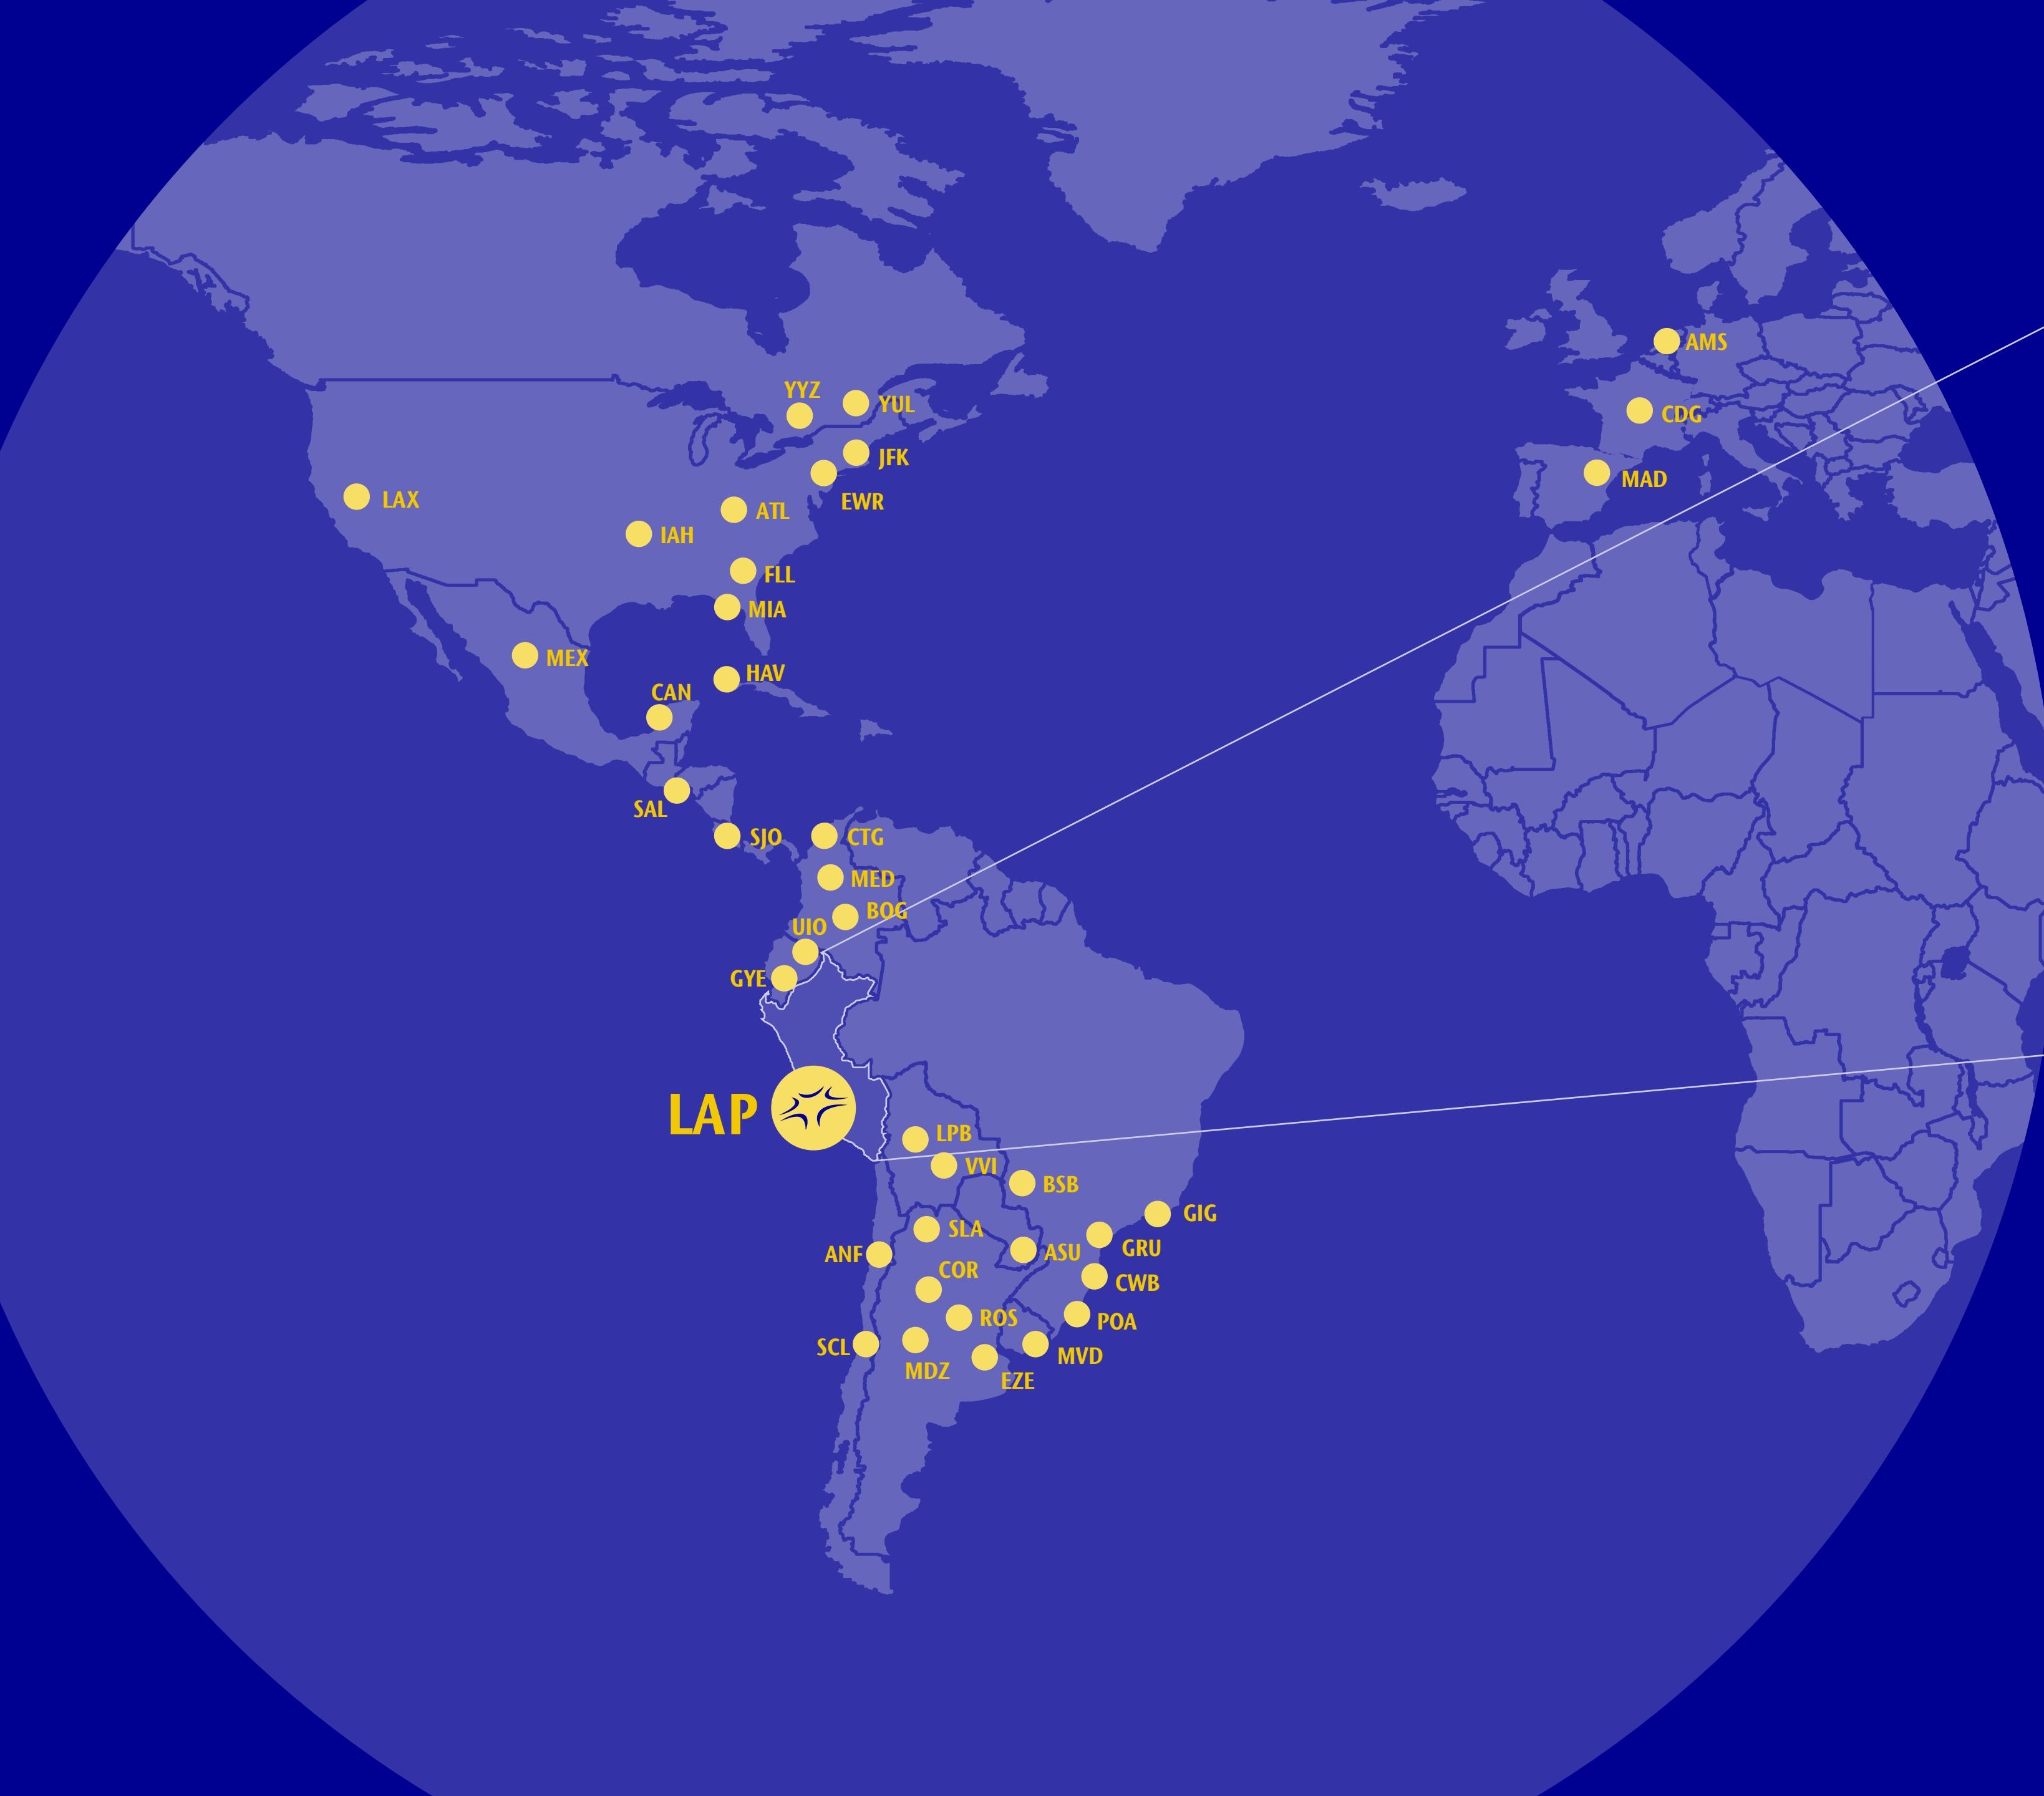 AMS
YYZ
YUL
CDG
JFK
MAD
LAX
EWR
ATL
IAH
FLL
MIA
MEX
HAV
CAN
SAL
SJO
CTG
MED
BOG
UIO
GYE
LAP
LPB
VVI
BSB
GIG
SLA
GRU
ANF
ASU
COR
CWB
ROS
POA
SCL
MVD
MDZ
EZE